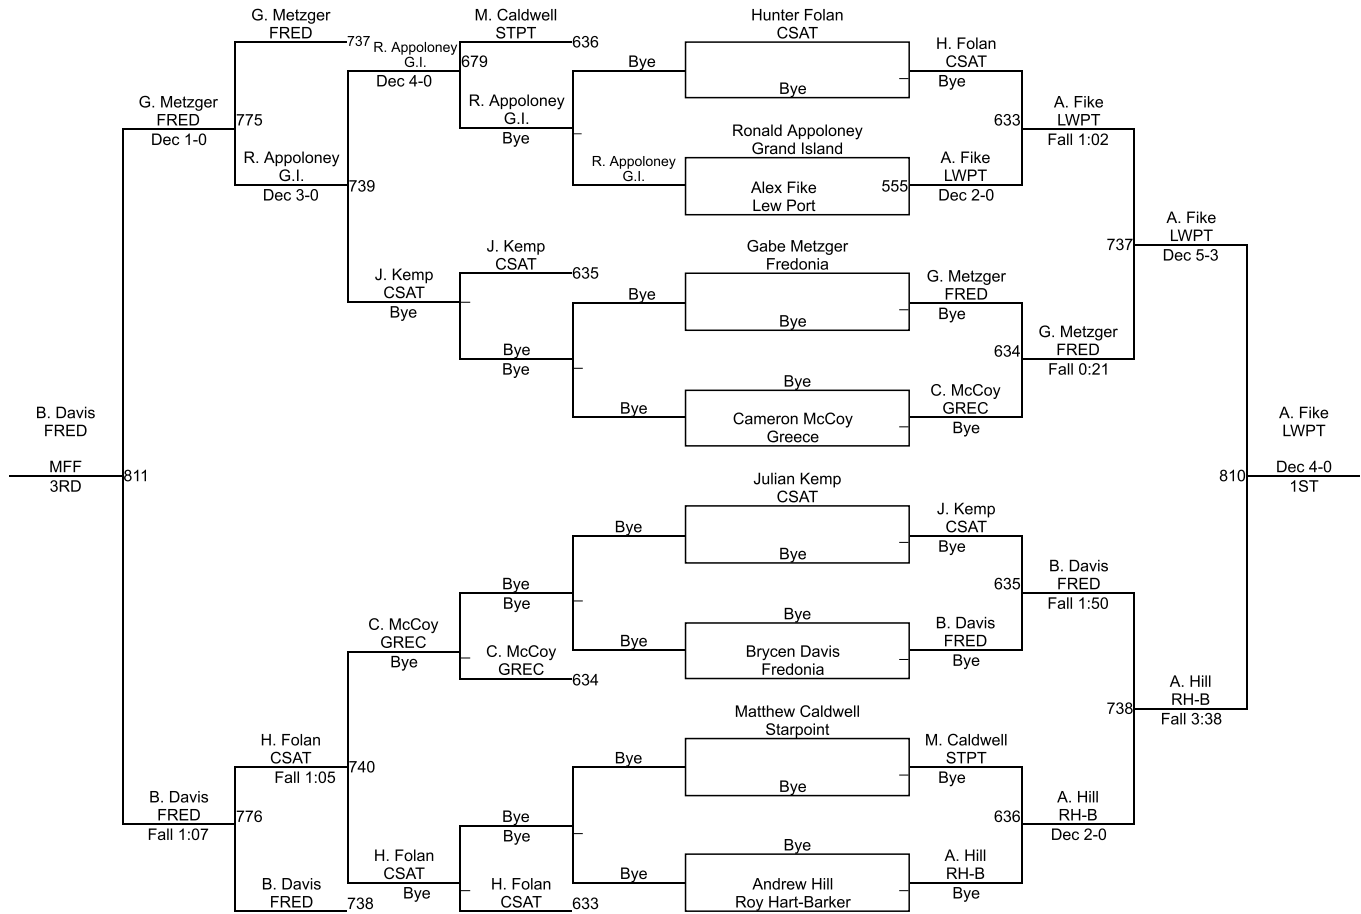 G. Metzger
FRED
737
R. Appoloney
G.I.
Dec 4-0
679
M. Caldwell
STPT
636
R. Appoloney
G.I.
Bye
G. Metzger
FRED
Dec 1-0
775
R. Appoloney
G.I.
Dec 3-0
739
Bye
R. Appoloney
G.I.
Hunter Folan
CSAT
Bye
Ronald Appoloney
Grand Island
Alex Fike
Lew Port
555
H. Folan
CSAT
Bye
A. Fike
LWPT
Dec 2-0
633
A. Fike
LWPT
Fall 1:02
J. Kemp
CSAT
Bye
J. Kemp
CSAT
635
Bye
Bye
Bye
Bye
Gabe Metzger
Fredonia
Bye
Bye
Cameron McCoy
Greece
G. Metzger
FRED
Bye
C. McCoy
GREC
Bye
634
G. Metzger
FRED
Fall 0:21
737
A. Fike
LWPT
Dec 5-3
B. Davis
FRED
MFF
3RD
811
810
A. Fike
LWPT
Dec 4-0
1ST
C. McCoy
GREC
Bye
Bye
Bye
C. McCoy
GREC
634
Bye
Bye
Julian Kemp
CSAT
Bye
Bye
Brycen Davis
Fredonia
J. Kemp
CSAT
Bye
B. Davis
FRED
Bye
635
B. Davis
FRED
Fall 1:50
738
A. Hill
RH-B
Fall 3:38
B. Davis
FRED
Fall 1:07
H. Folan
CSAT
Fall 1:05
740
776
B. Davis
FRED
738
H. Folan
CSAT
Bye
Bye
Bye
H. Folan
CSAT
633
Bye
Bye
Matthew Caldwell
Starpoint
Bye
Bye
Andrew Hill
Roy Hart-Barker
M. Caldwell
STPT
Bye
A. Hill
RH-B
Bye
636
A. Hill
RH-B
Dec 2-0